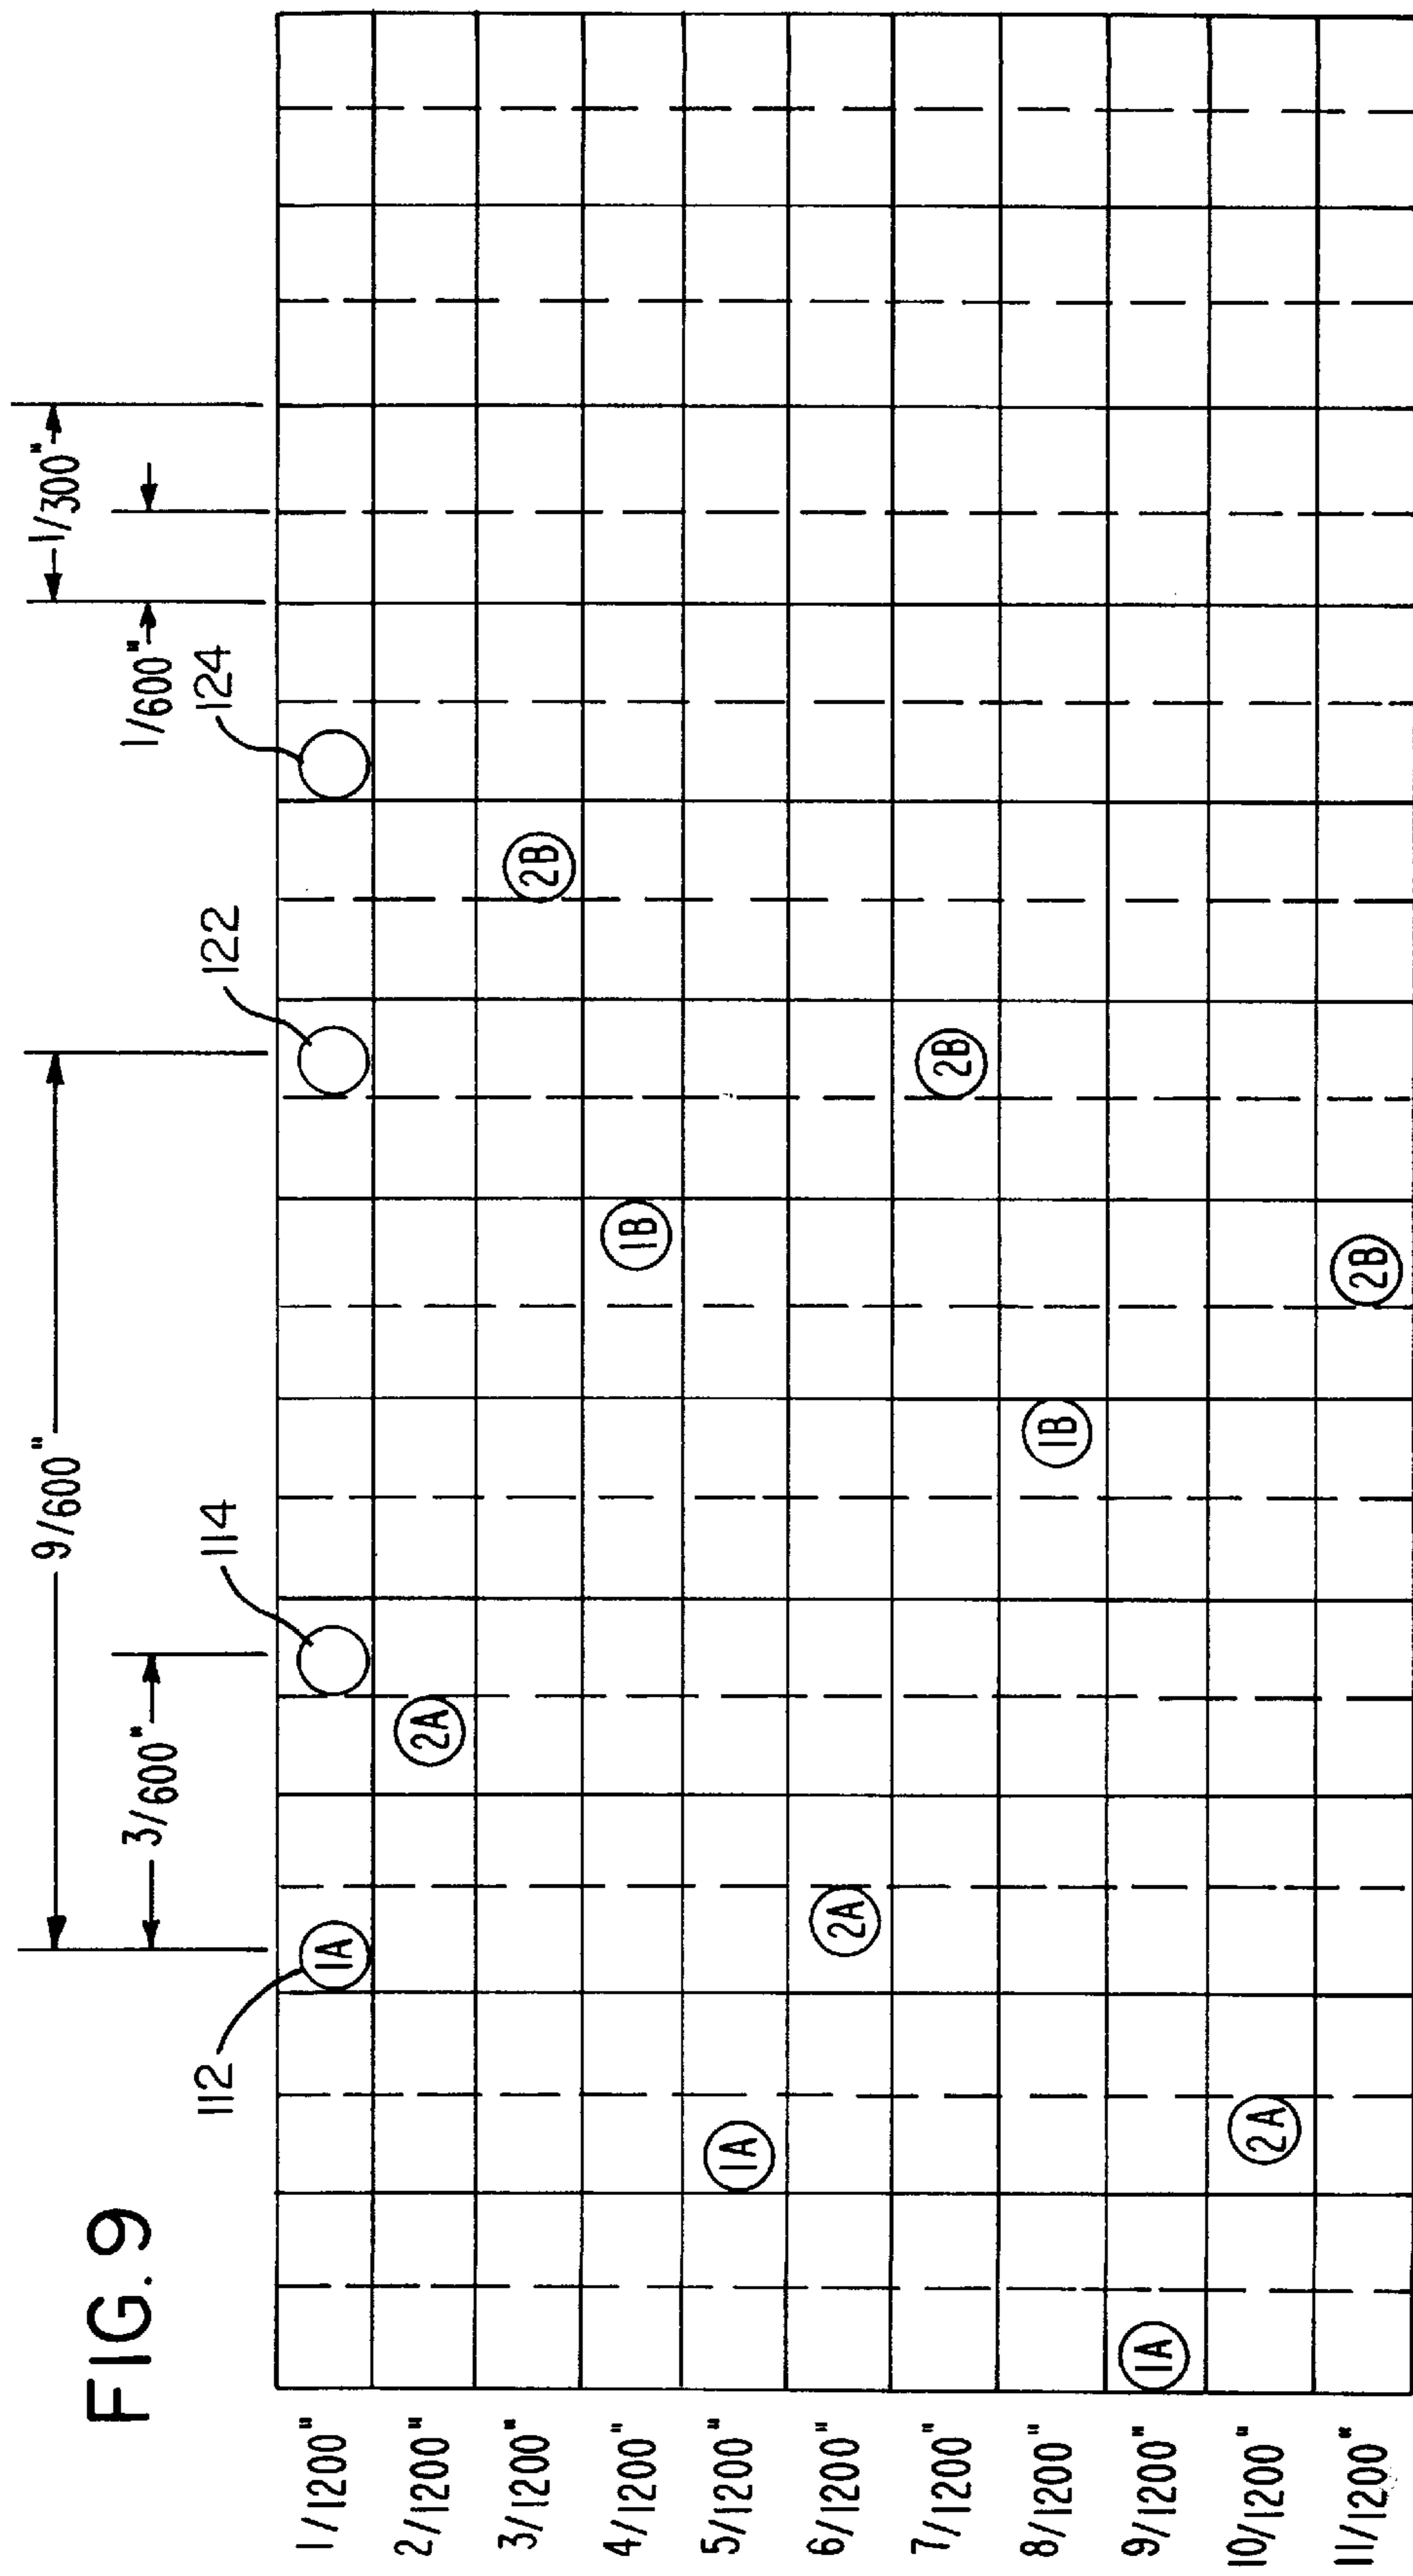 FIG. 9
9/600"
1/300"
3/600"
1/600"
112
114
122
124
1/1200" 1A
2/1200" 2A
3/1200" 2B
4/1200" 1B
5/1200" 1A
6/1200" 2A
7/1200" 2B
8/1200" 1B
9/1200" 1A
10/1200" 2A
11/1200" 2B